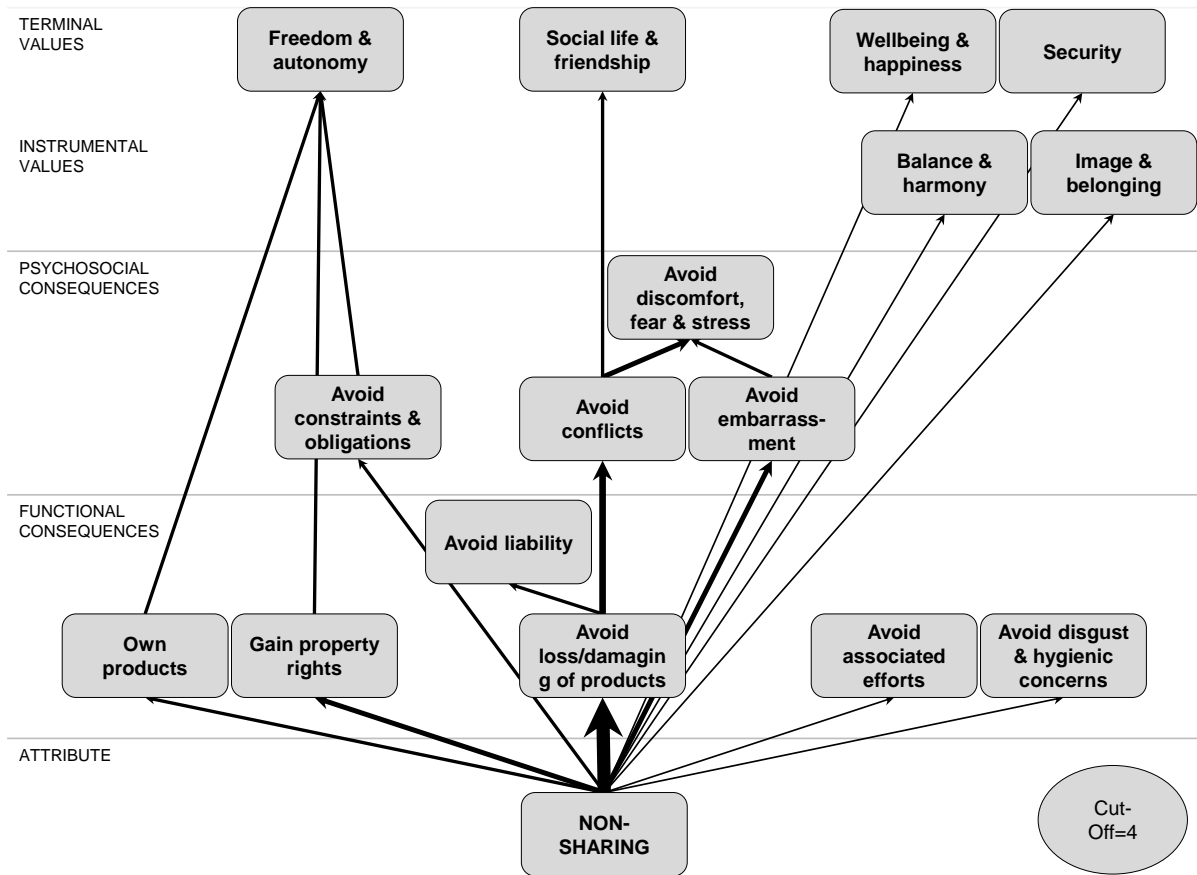 TERMINAL
VALUES
Freedom &
autonomy
Social life &
friendship
Wellbeing &
happiness
Security
INSTRUMENTAL
VALUES
Balance &
harmony
Image &
belonging
PSYCHOSOCIAL
CONSEQUENCES
Avoid
discomfort,
fear & stress
Avoid
constraints &
obligations
Avoid
conflicts
Avoid
embarrass-
ment
FUNCTIONAL
CONSEQUENCES
Avoid liability
Own
products
Gain property
rights
Avoid
loss/damagin
g of products
Avoid
associated
efforts
Avoid disgust
& hygienic
concerns
ATTRIBUTE
NON-
SHARING
Cut-
Off=4